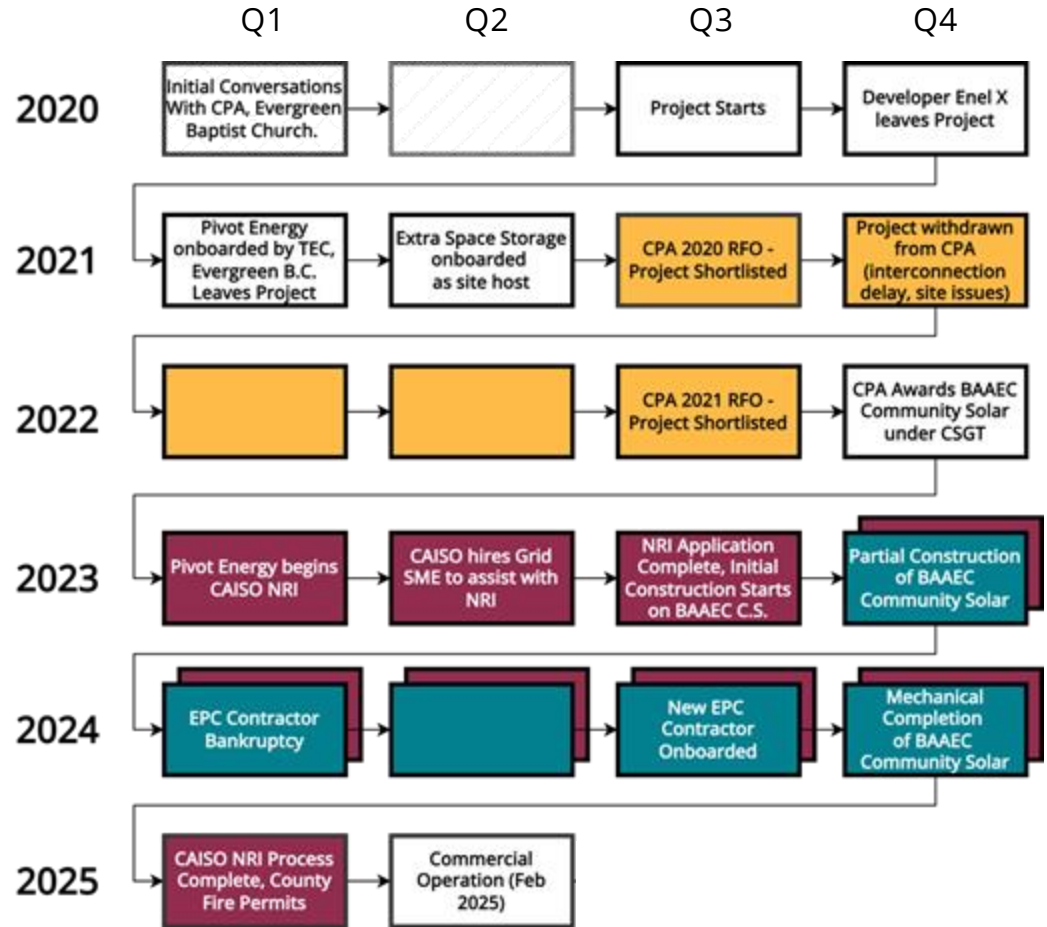 Q1 Q2 Q3 Q4
2020
Initial Conversations
With CPA, Evergreen
Baptist Church.
Project Starts
Developer Enel X
leaves Project
2021
Pivot Energy
onboarded by TEC,
Evergreen B.C.
Leaves Project
Extra Space Storage
onboarded
as site host
CPA 2020 RFO -
Project Shortlisted
Project withdrawn
from CPA
(interconnection
delay, site issues)
2022
CPA 2021 RFO -
Project Shortlisted
CPA Awards BAAEC
Community Solar
under CSGT
2023
Pivot Energy begins
CAISO NRI
CAISO hires Grid
SME to assist with
NRI
NRI Application
Complete, Initial
Construction Starts
on BAAEC C.S.
Partial Construction
of BAAEC
Community Solar
2024
EPC Contractor
Bankruptcy
New EPC
Contractor
Onboarded
Mechanical
Completion
of BAAEC
Community Solar
2025
CAISO NRI Process
Complete, County
Fire Permits
Commercial
Operation (Feb
2025)